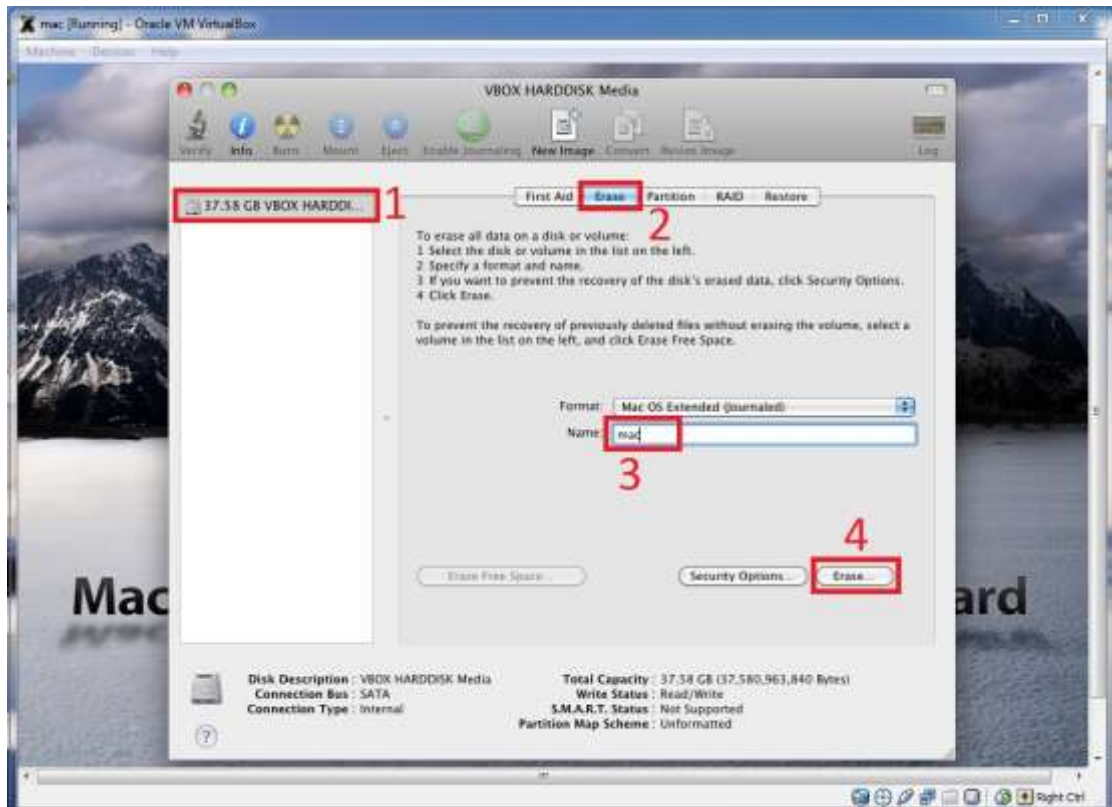 mac [Running] - Oracle VM VirtualBox
Machine Devices Help
VBOX HARDDISK Media
Verify Info Burn Mount Eject Enable Journaling New Image Convert Resize Image Log
37.58 GB VBOX HARDDI...
1
First Aid Erase Partition RAID Restore
2
To erase all data on a disk or volume:
1 Select the disk or volume in the list on the left.
2 Specify a format and name.
3 If you want to prevent the recovery of the disk's erased data, click Security Options.
4 Click Erase.
To prevent the recovery of previously deleted files without erasing the volume, select a
volume in the list on the left, and click Erase Free Space.
Format: Mac OS Extended (Journaled)
Name: mac
3
4
Erase Free Space... Security Options... Erase...
Mac ard
Disk Description : VBOX HARDDISK Media Total Capacity : 37.58 GB (37,580,963,840 Bytes)
Connection Bus : SATA Write Status : Read/Write
Connection Type : Internal S.M.A.R.T. Status : Not Supported
Partition Map Scheme : Unformatted
?
Right Ctrl